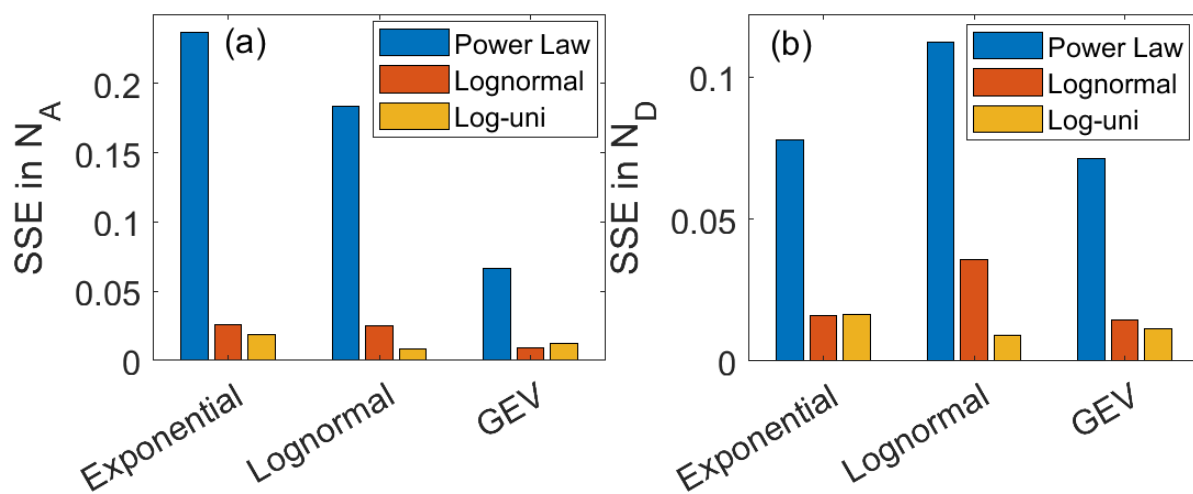 (a)
Power Law
Lognormal
Log-uni
SSE in N_A
0.2
0.15
0.1
0.05
0
Exponential
Lognormal
GEV
(b)
Power Law
Lognormal
Log-uni
SSE in N_D
0.1
0.05
0
Exponential
Lognormal
GEV